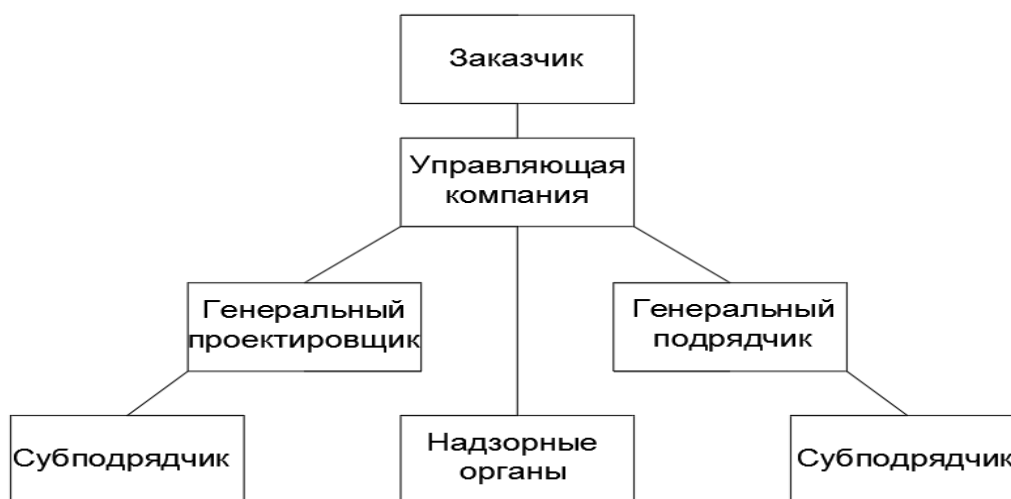 Заказчик
Управляющая
компания
Генеральный
проектировщик
Генеральный
подрядчик
Субподрядчик
Надзорные
органы
Субподрядчик